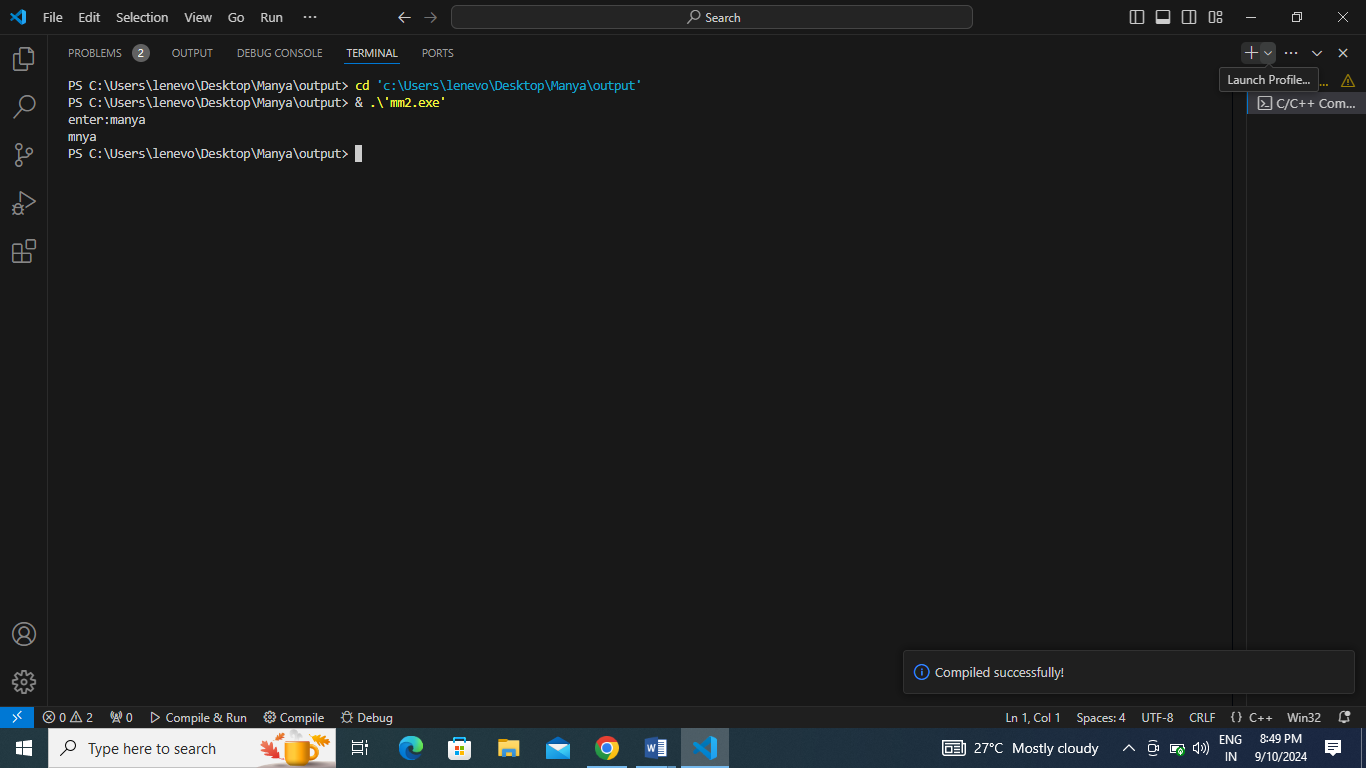 File Edit Selection View Go Run ··· Search
PROBLEMS 2 OUTPUT DEBUG CONSOLE TERMINAL PORTS
Launch Profile... ...
PS C:\Users\lenevo\Desktop\Manya\output> cd 'c:\Users\lenevo\Desktop\Manya\output'
C/C++ Com...
PS C:\Users\lenevo\Desktop\Manya\output> & .\'mm2.exe'
enter:manya
mnya
PS C:\Users\lenevo\Desktop\Manya\output>
Compiled successfully!
0 2 0 Compile & Run Compile Debug Ln 1, Col 1 Spaces: 4 UTF-8 CRLF {} C++ Win32
Type here to search 27°C Mostly cloudy ENG IN 8:49 PM 9/10/2024